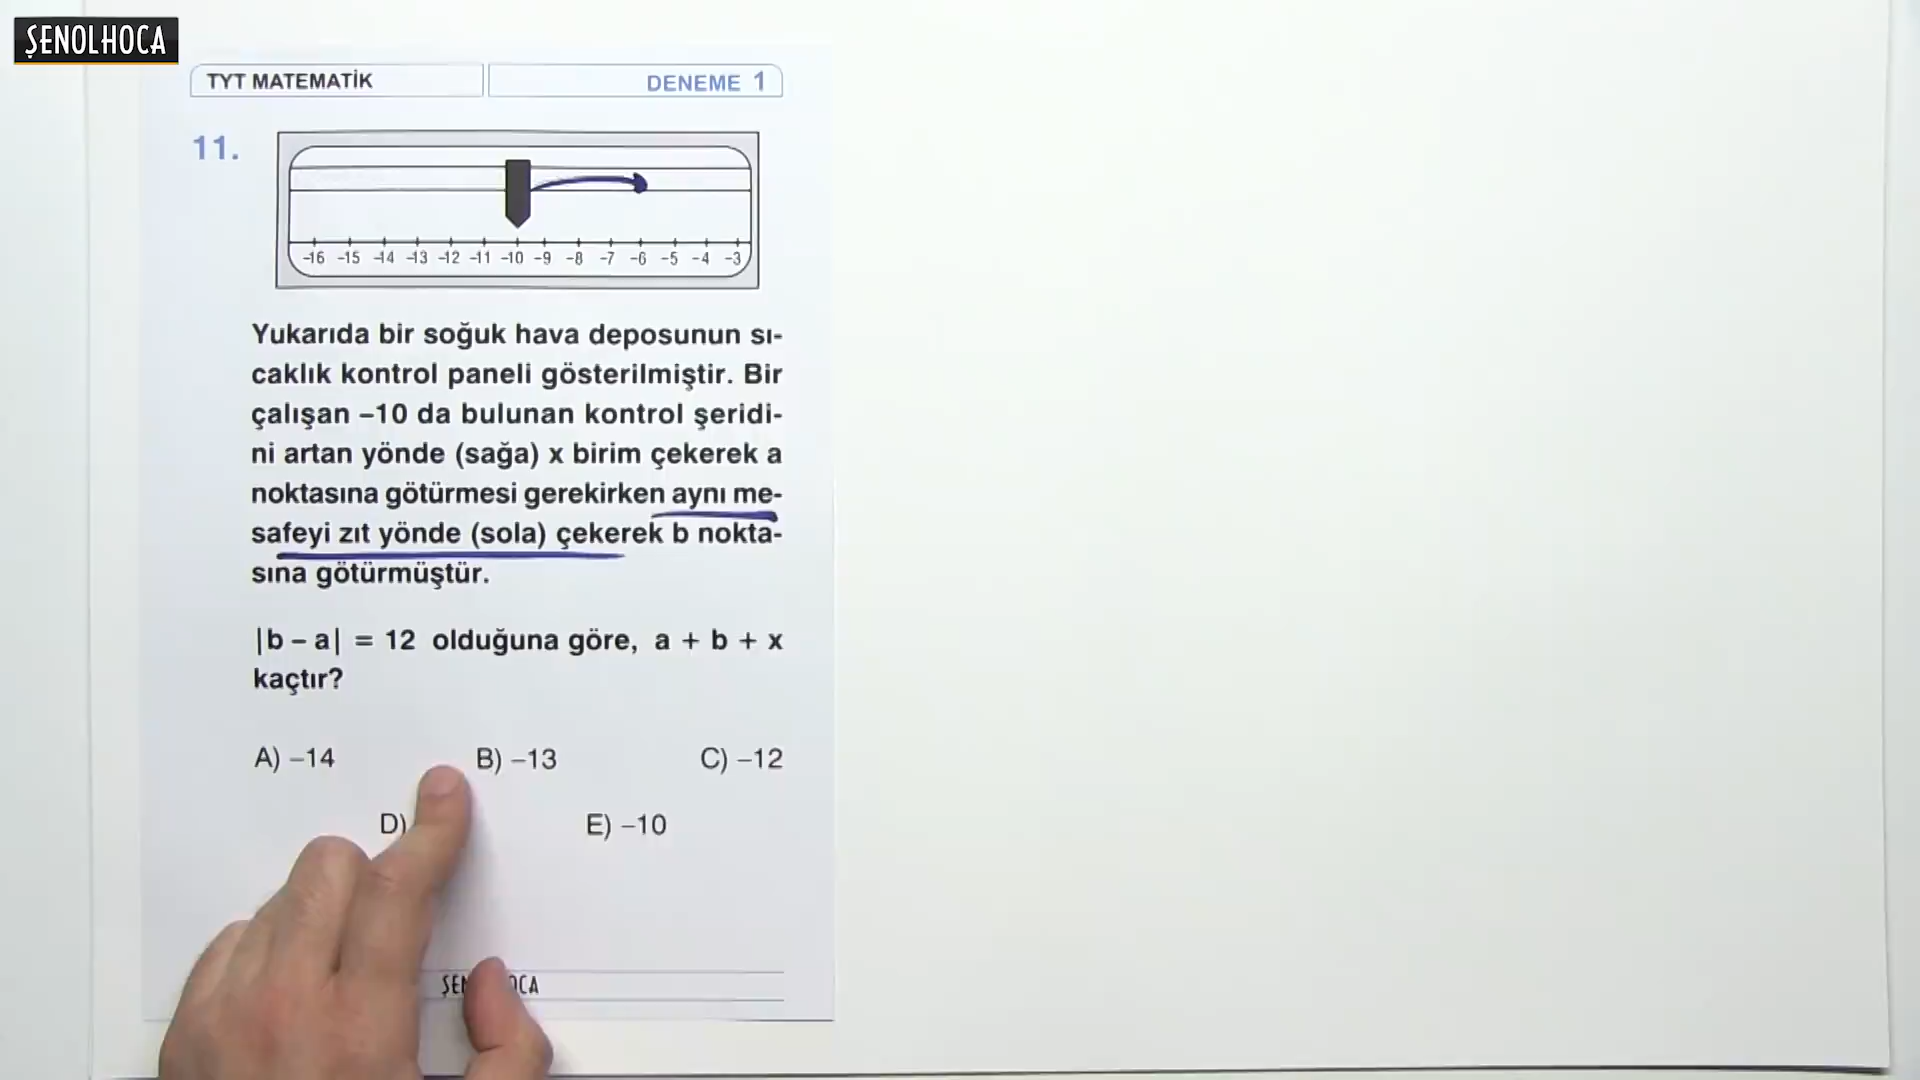 ŞENOLHOCA
TYT MATEMATİK
DENEME 1
11.
-16 -15 -14 -13 -12 -11 -10 -9 -8 -7 -6 -5 -4 -3
Yukarıda bir soğuk hava deposunun sı-
caklık kontrol paneli gösterilmiştir. Bir
çalışan –10 da bulunan kontrol şeridi-
ni artan yönde (sağa) x birim çekerek a
noktasına götürmesi gerekirken aynı me-
safeyi zıt yönde (sola) çekerek b nokta-
sına götürmüştür.
|b – a| = 12 olduğuna göre, a + b + x
kaçtır?
A) –14 B) –13 C) –12
D) E) –10